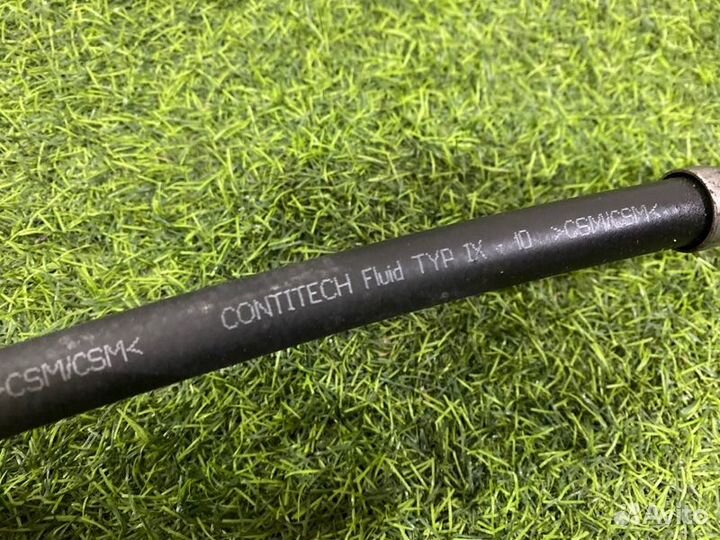 >CSM/CSM< CONTITECH Fluid TYP IX - 10 >CSM/CSM<
Avito